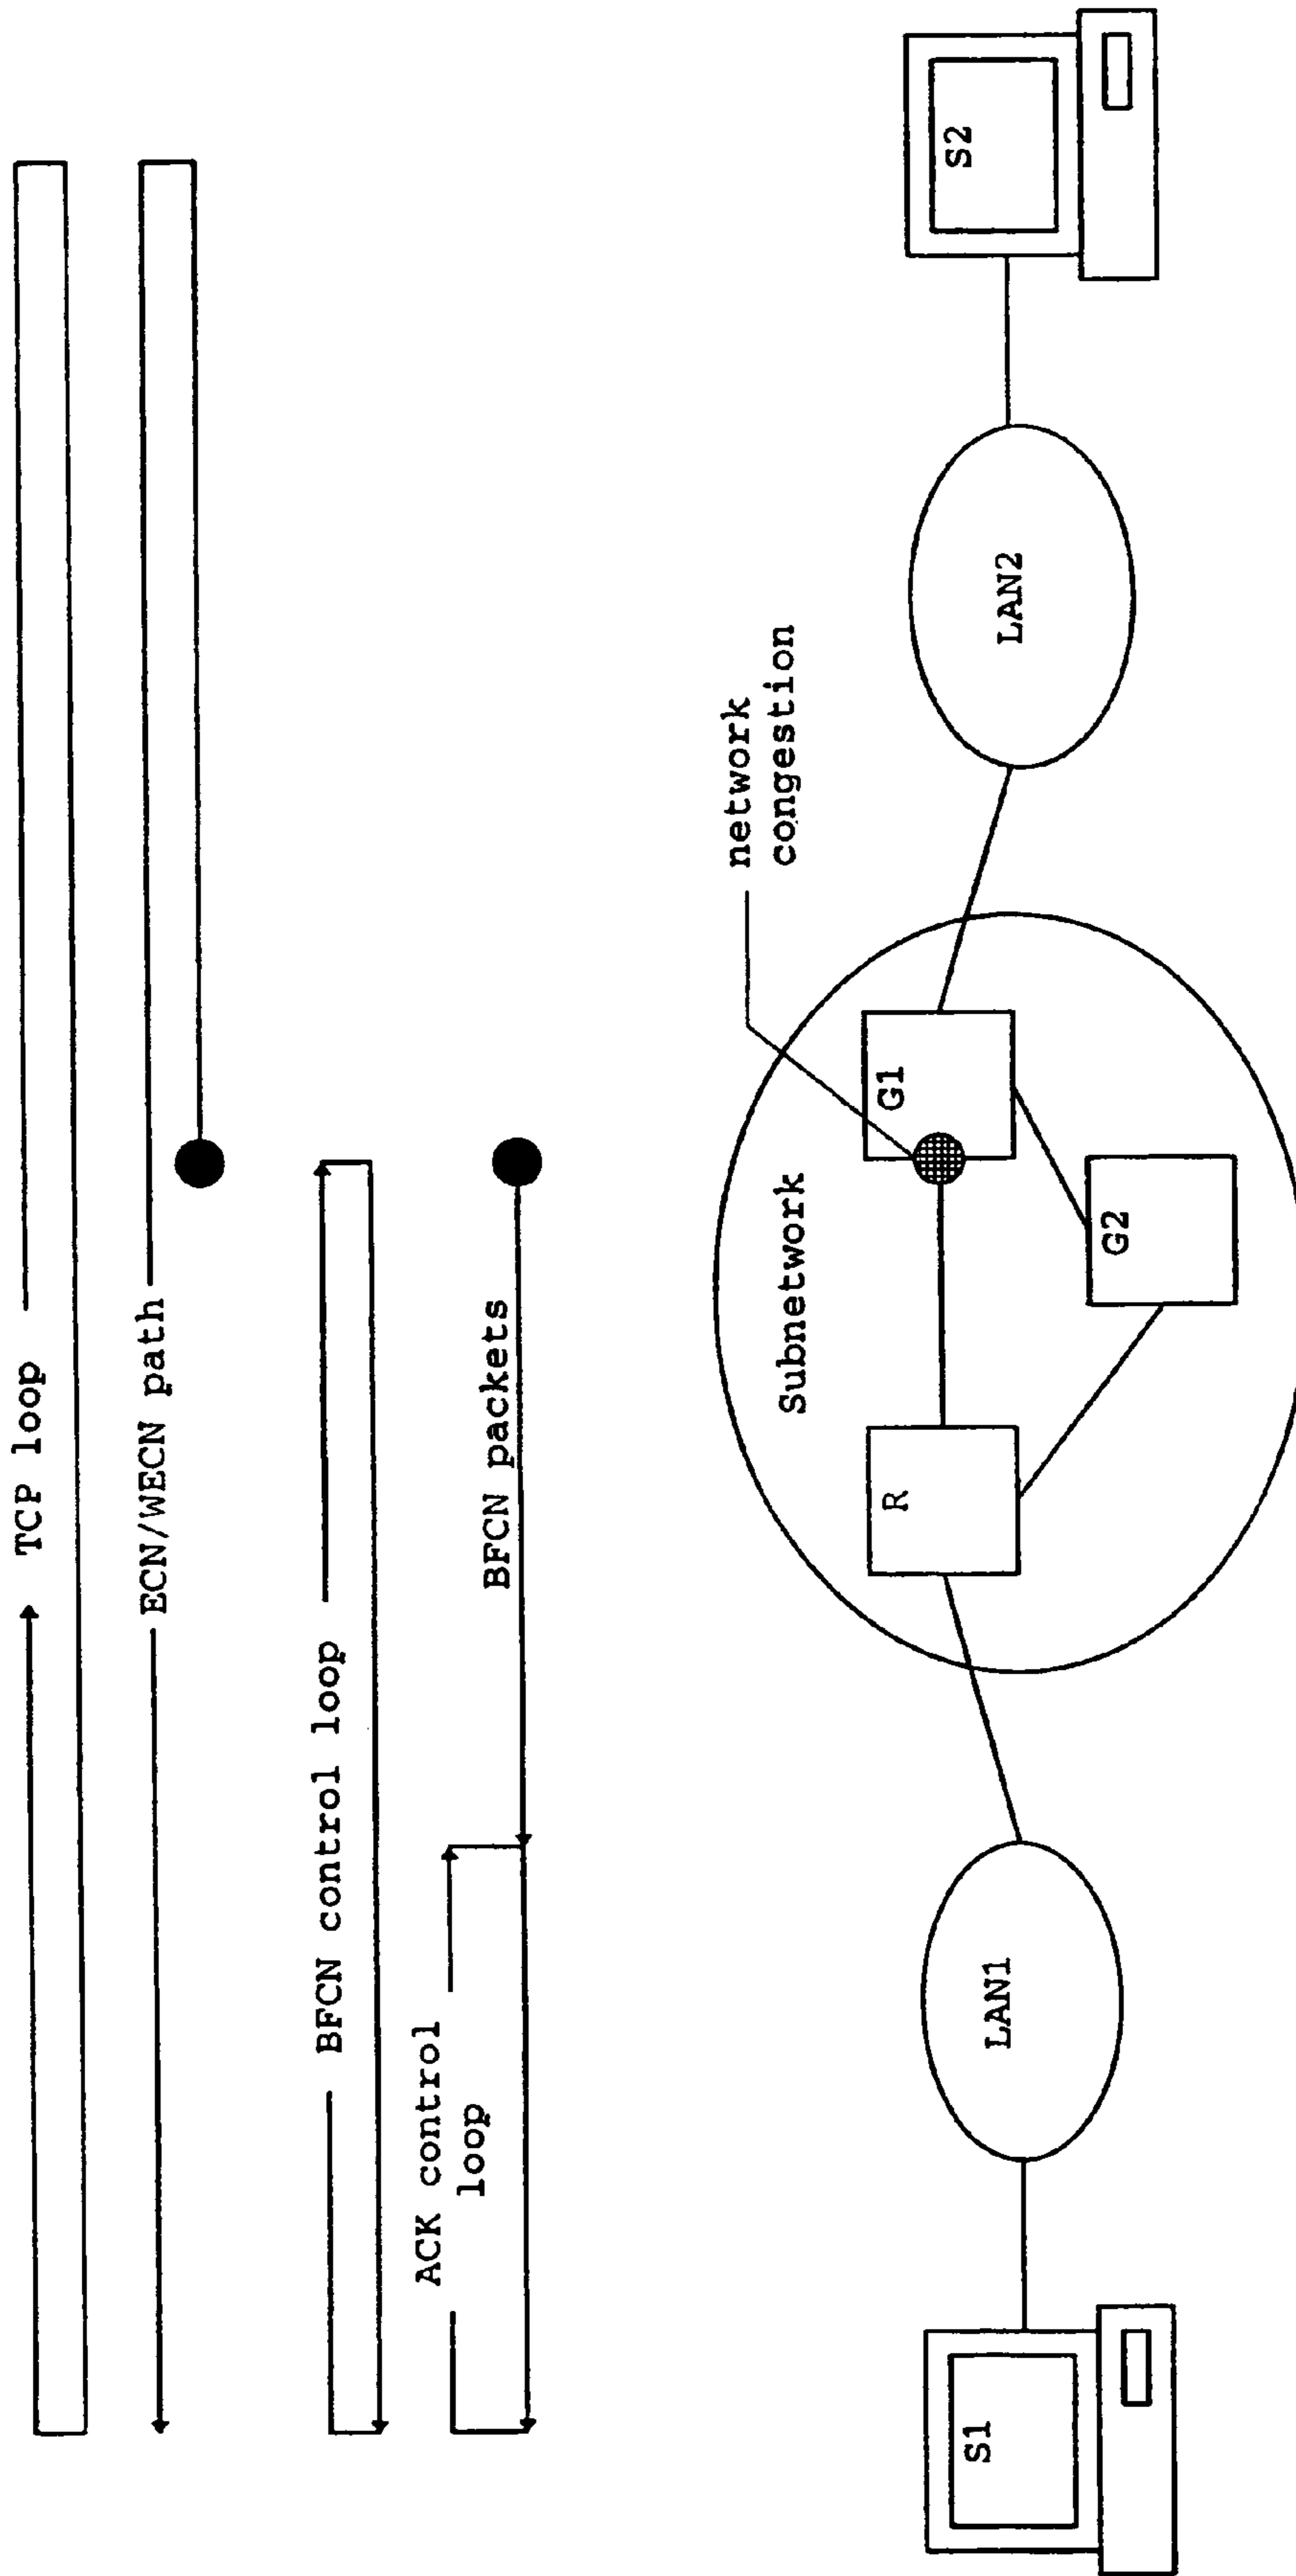 TCP loop
ECN/WECN path
BFCN control loop
ACK control
loop
BFCN packets
network
congestion
Subnetwork
S1
LAN1
R
G1
G2
LAN2
S2